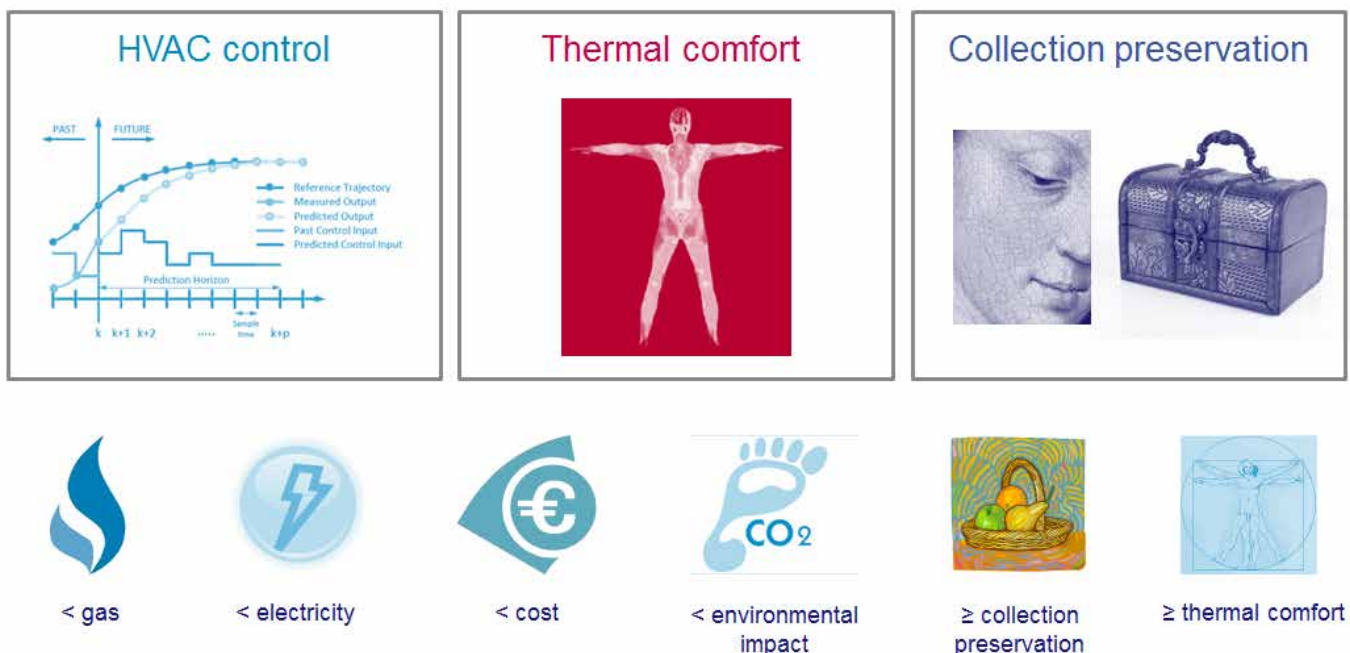 HVAC control
Thermal comfort
Collection preservation
PAST
FUTURE
Reference Trajectory
Measured Output
Predicted Output
Past Control Input
Predicted Control Input
Prediction Horizon
Sample
time
k k+1 k+2 ..... k+p
€
CO2
< gas
< electricity
< cost
< environmental
impact
≥ collection
preservation
≥ thermal comfort